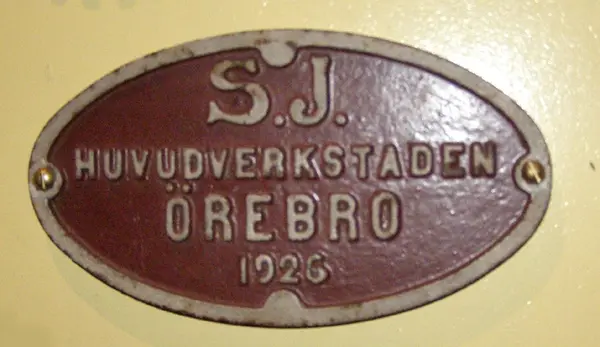 S.J.
HUVUDVERKSTADEN
ÖREBRO
1926